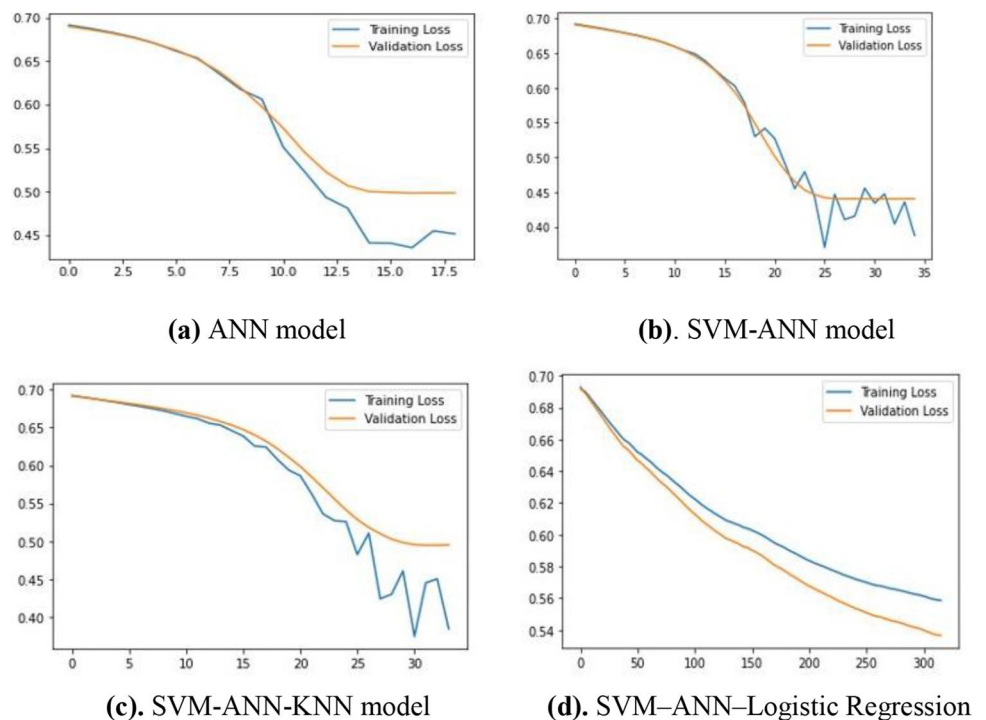 0.70
0.65
0.60
0.55
0.50
0.45
Training Loss
Validation Loss
0.0 2.5 5.0 7.5 10.0 12.5 15.0 17.5
(a) ANN model
0.70
0.65
0.60
0.55
0.50
0.45
0.40
Training Loss
Validation Loss
0 5 10 15 20 25 30 35
(b). SVM-ANN model
0.70
0.65
0.60
0.55
0.50
0.45
0.40
Training Loss
Validation Loss
0 5 10 15 20 25 30
(c). SVM-ANN-KNN model
0.70
0.68
0.66
0.64
0.62
0.60
0.58
0.56
0.54
Training Loss
Validation Loss
0 50 100 150 200 250 300
(d). SVM–ANN–Logistic Regression